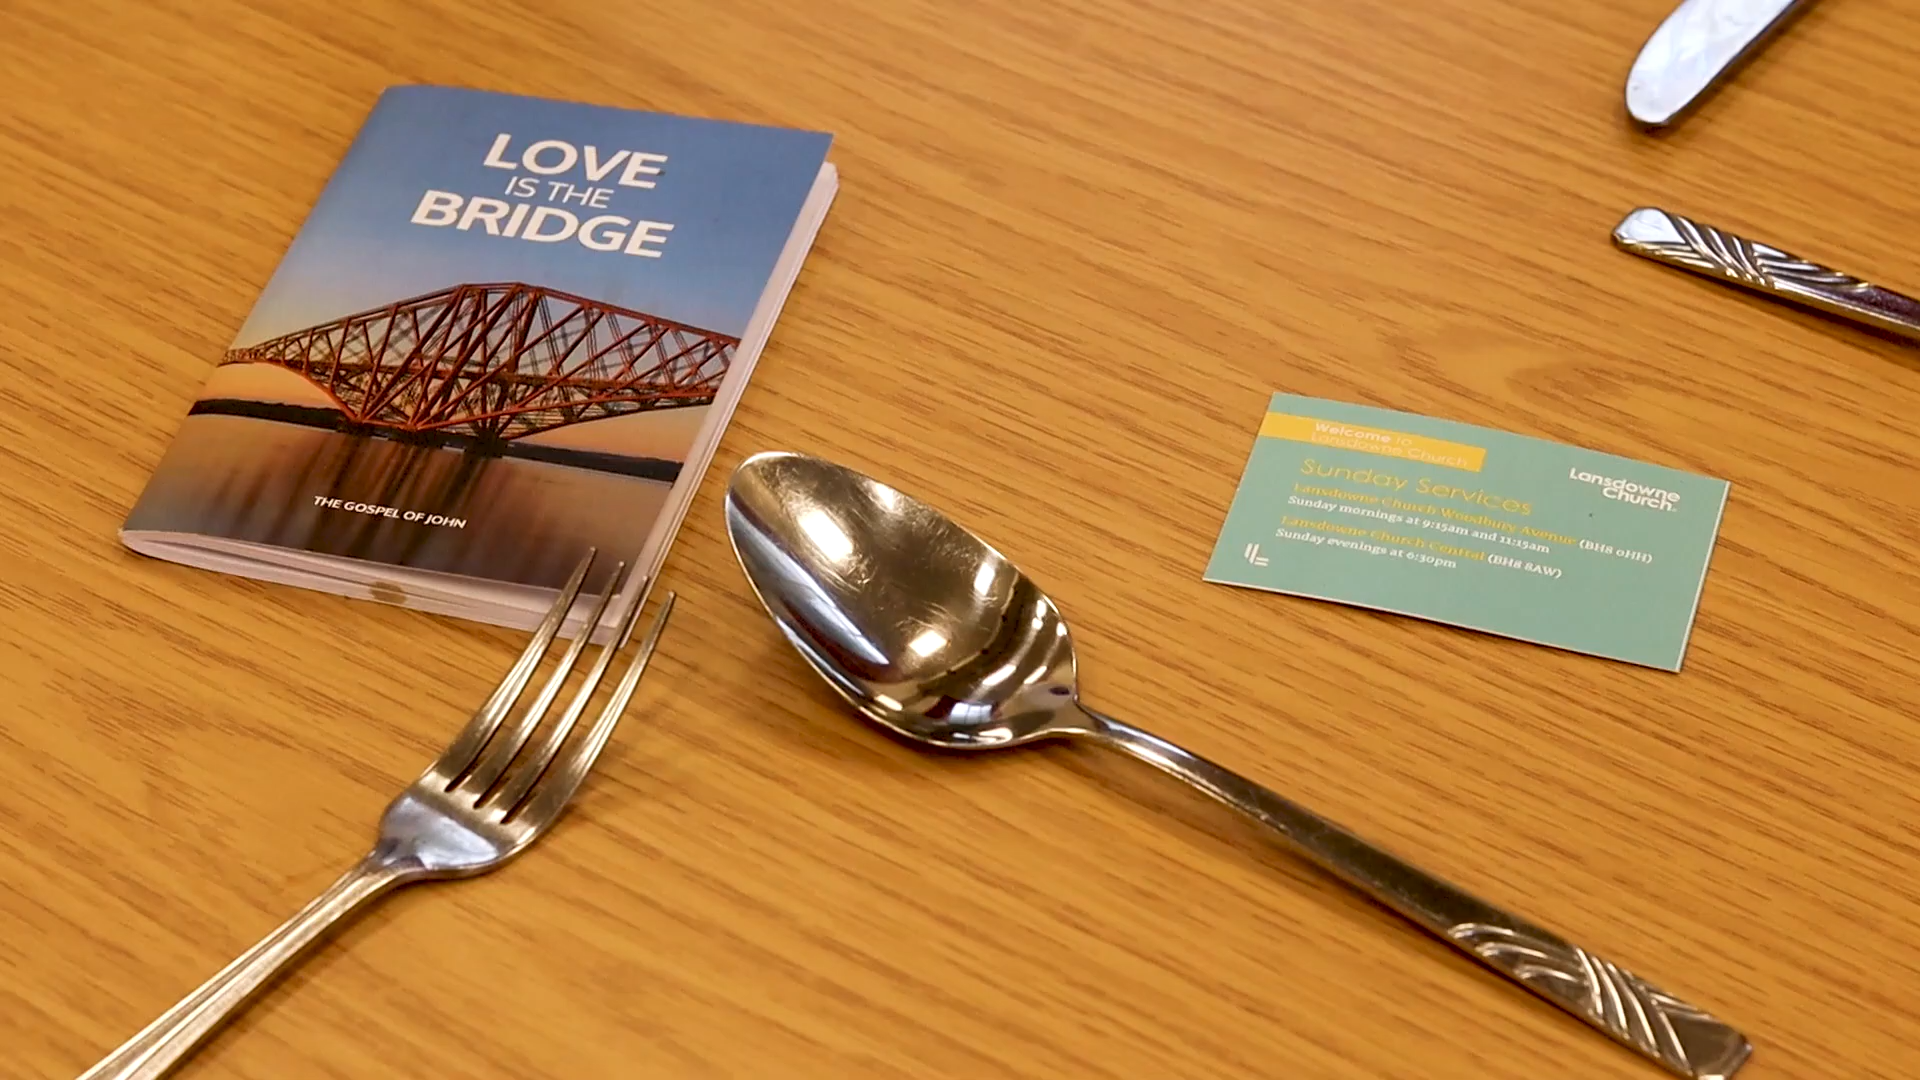 LOVE
IS THE
BRIDGE
THE GOSPEL OF JOHN
Welcome to
Lansdowne Church
Lansdowne
Church
Sunday Services
Lansdowne Church Woodbury Avenue (BH8 0HH)
Sunday mornings at 9:15am and 11:15am
Lansdowne Church Central (BH8 8AW)
Sunday evenings at 6:30pm